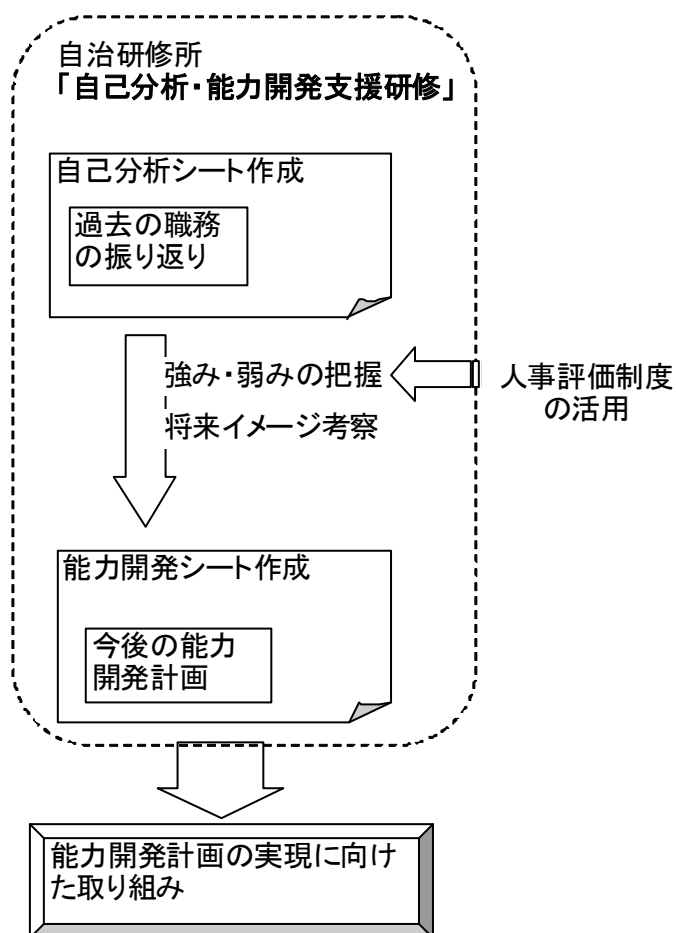 自治研修所
「自己分析・能力開発支援研修」
自己分析シート作成
過去の職務
の振り返り
強み・弱みの把握
将来イメージ考察
人事評価制度
の活用
能力開発シート作成
今後の能力
開発計画
能力開発計画の実現に向け
た取り組み